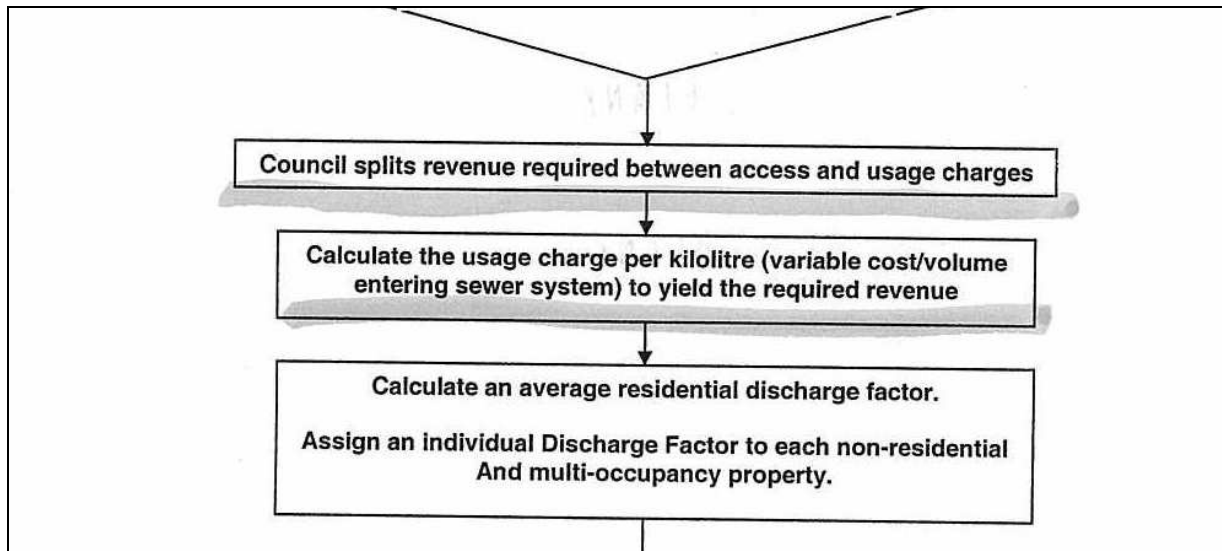 Council splits revenue required between access and usage charges
Calculate the usage charge per kilolitre (variable cost/volume
entering sewer system) to yield the required revenue
Calculate an average residential discharge factor.
Assign an individual Discharge Factor to each non-residential
And multi-occupancy property.